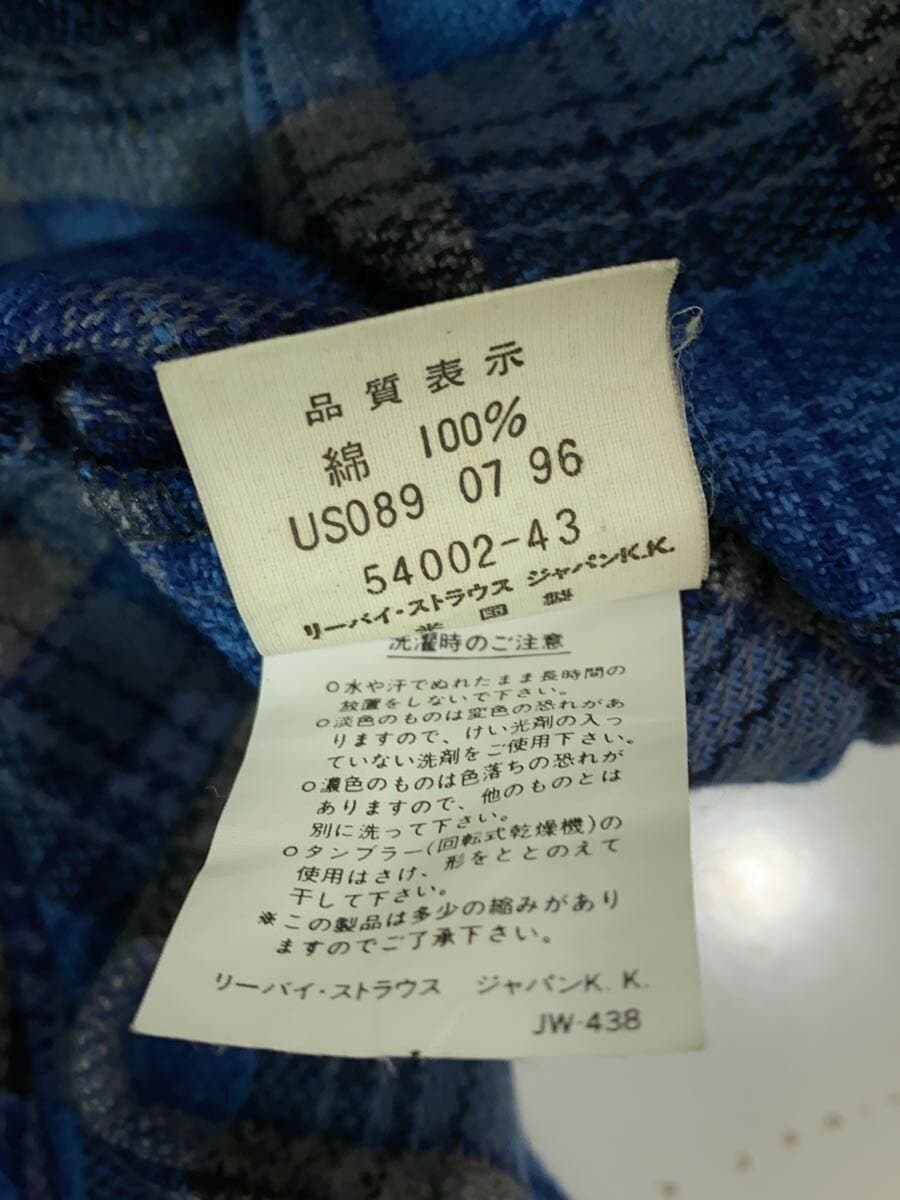 品質表示
綿 100%
US089 07 96
54002-43
リーバイ・ストラウス ジャパンK.K.
米国製
洗濯時のご注意
○水や汗でぬれたまま長時間の
放置をしないで下さい。
○淡色のものは変色の恐れがあ
りますので、けい光剤の入っ
ていない洗剤をご使用下さい。
○濃色のものは色落ちの恐れが
ありますので、他のものとは
別に洗って下さい。
○タンブラー(回転式乾燥機)の
使用はさけ、形をととのえて
干して下さい。
※この製品は多少の縮みがあり
ますのでご了承下さい。
リーバイ・ストラウス ジャパンK.K.
JW-438